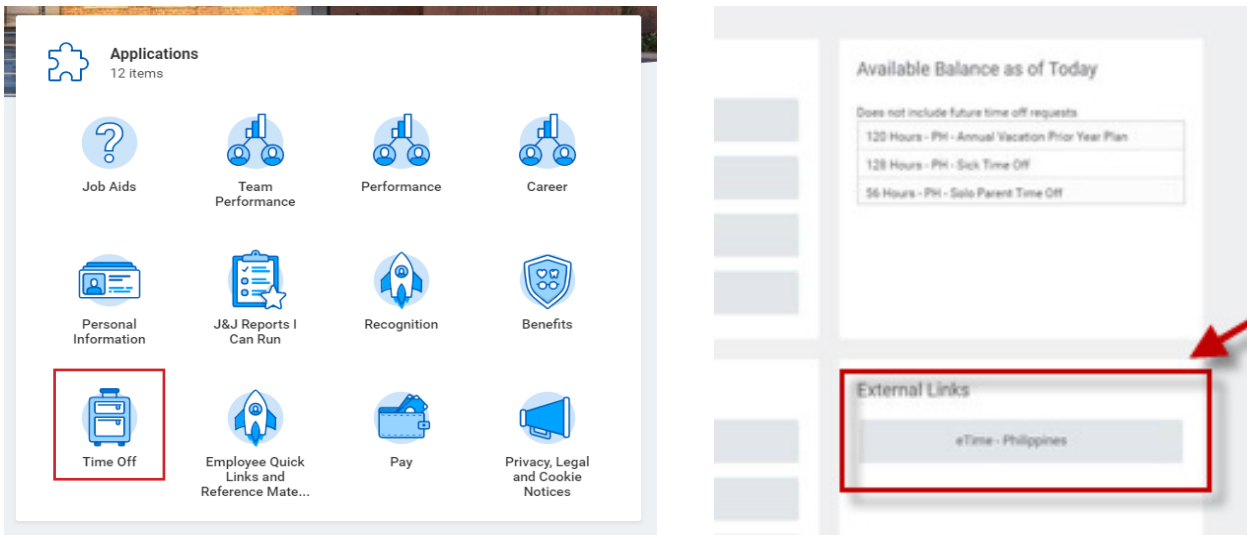 Applications
12 items
Job Aids
Team
Performance
Performance
Career
Personal
Information
J&J Reports I
Can Run
Recognition
Benefits
Time Off
Employee Quick
Links and
Reference Mate...
Pay
Privacy, Legal
and Cookie
Notices
Available Balance as of Today
Does not include future time off requests
120 Hours - PH - Annual Vacation Prior Year Plan
128 Hours - PH - Sick Time Off
56 Hours - PH - Solo Parent Time Off
External Links
eTime - Philippines